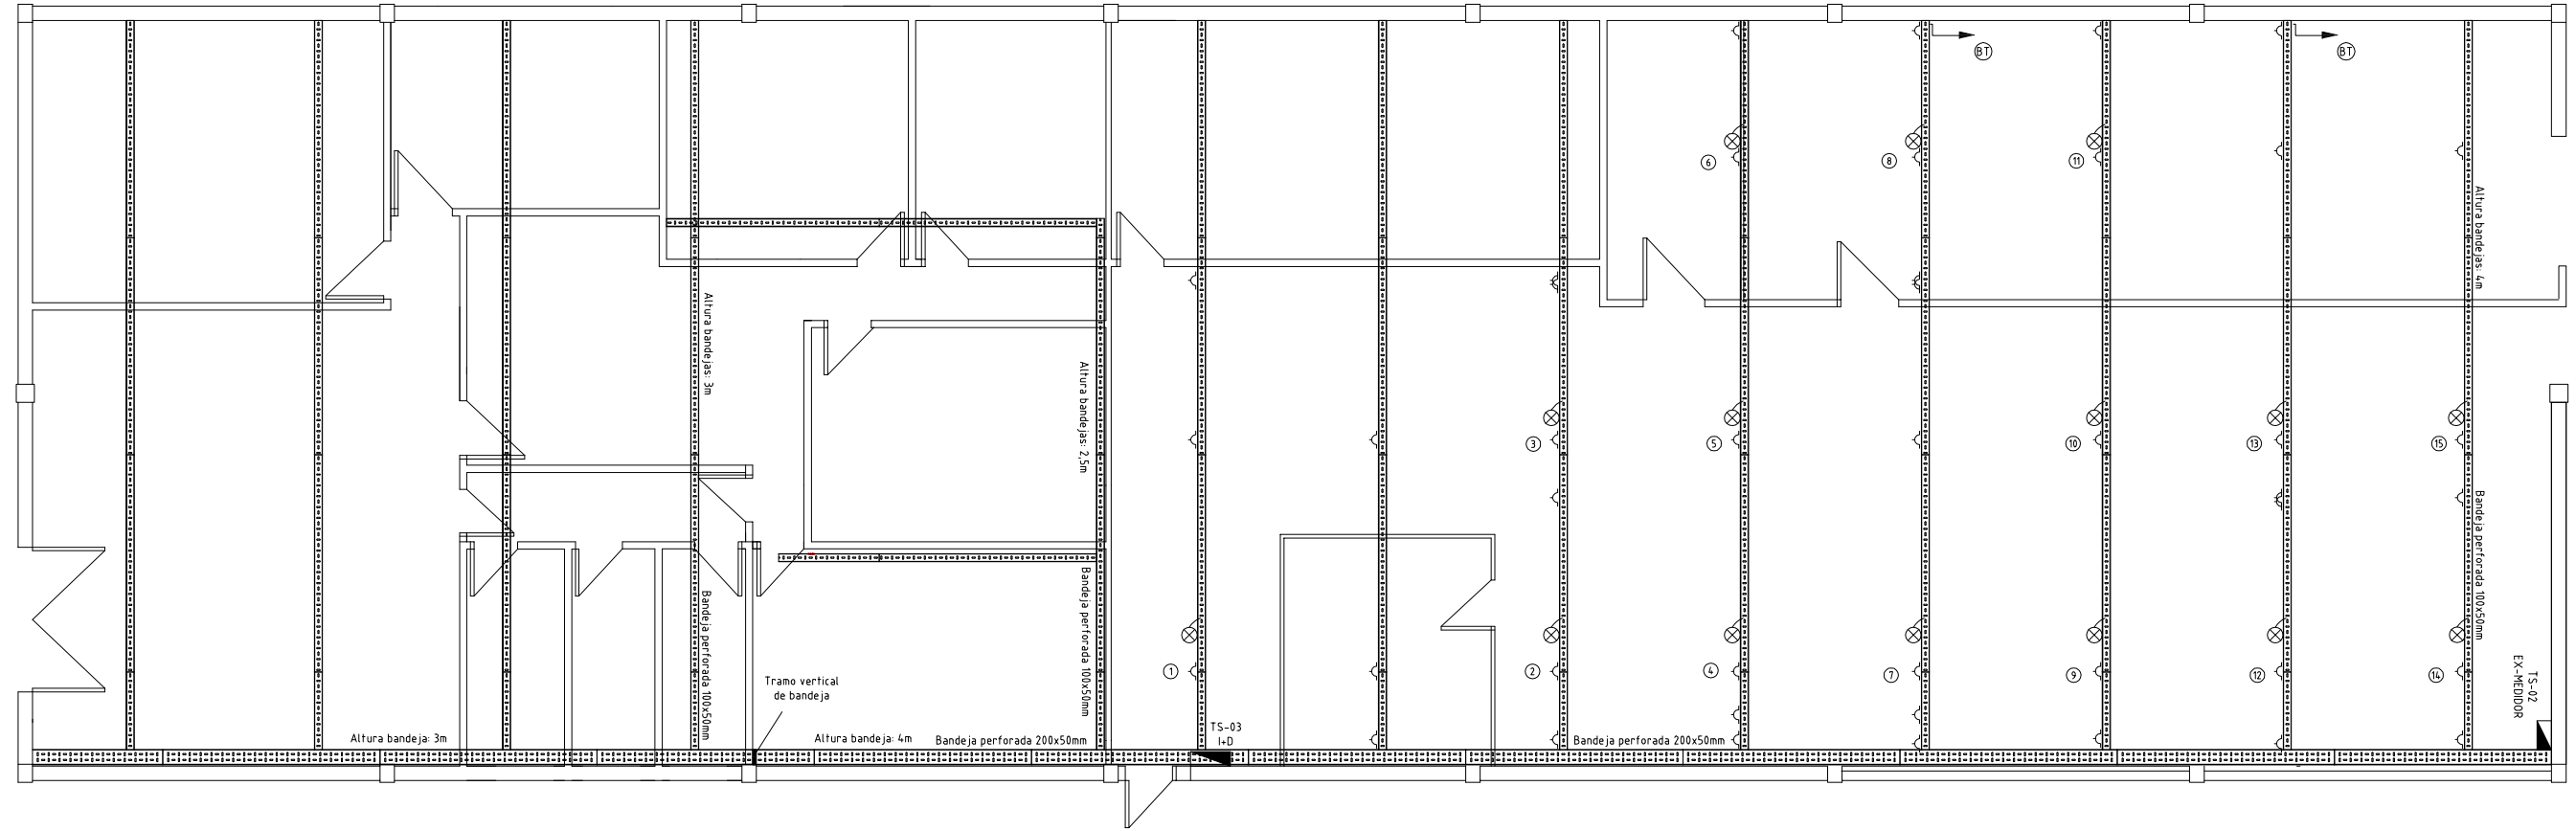 BT
BT
6
8
11
Altura bandejas: 4m
Altura bandejas: 3m
Altura bandejas: 2,5m
3
5
10
13
15
Bandeja perforada 100x50mm
Bandeja perforada 100x50mm
Bandeja perforada 100x50mm
1
2
4
7
9
12
14
TS-02
EX-MEDIDOR
Tramo vertical
de bandeja
Altura bandeja: 3m
Altura bandeja: 4m
Bandeja perforada 200x50mm
TS-03
I+D
Bandeja perforada 200x50mm